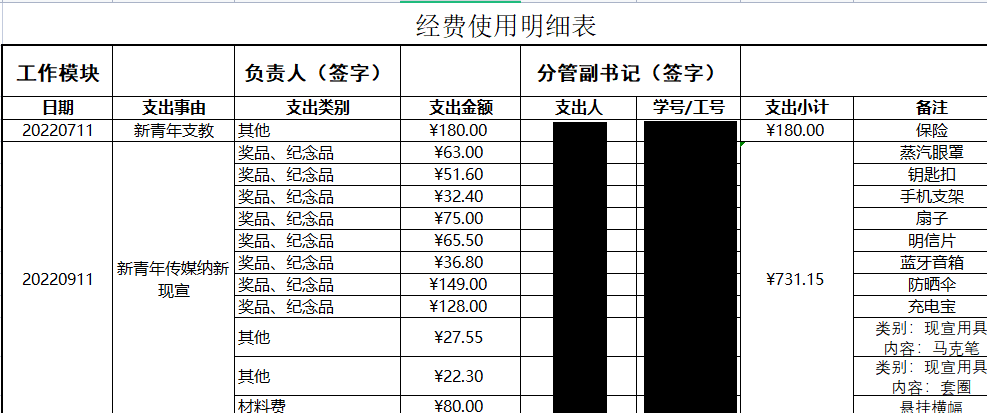 经费使用明细表
工作模块 负责人（签字） 分管副书记（签字）
日期 支出事由 支出类别 支出金额 支出人 学号/工号 支出小计 备注
20220711 新青年支教 其他 ¥180.00 ¥180.00 保险
奖品、纪念品 ¥63.00 蒸汽眼罩
奖品、纪念品 ¥51.60 钥匙扣
奖品、纪念品 ¥32.40 手机支架
奖品、纪念品 ¥75.00 扇子
奖品、纪念品 ¥65.50 明信片
奖品、纪念品 ¥36.80 蓝牙音箱
20220911 新青年传媒纳新
现宣
奖品、纪念品 ¥149.00 ¥731.15 防晒伞
奖品、纪念品 ¥128.00 充电宝
其他 ¥27.55 类别：现宣用具
内容：马克笔
其他 ¥22.30 类别：现宣用具
内容：套圈
材料费 ¥80.00 悬挂横幅